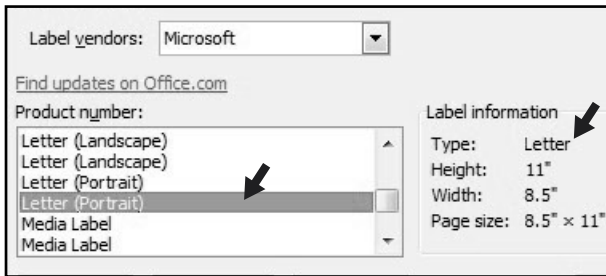 Label vendors: Microsoft
Find updates on Office.com
Product number:
Letter (Landscape)
Letter (Landscape)
Letter (Portrait)
Letter (Portrait)
Media Label
Media Label
Label information
Type: Letter
Height: 11"
Width: 8.5"
Page size: 8.5" × 11"